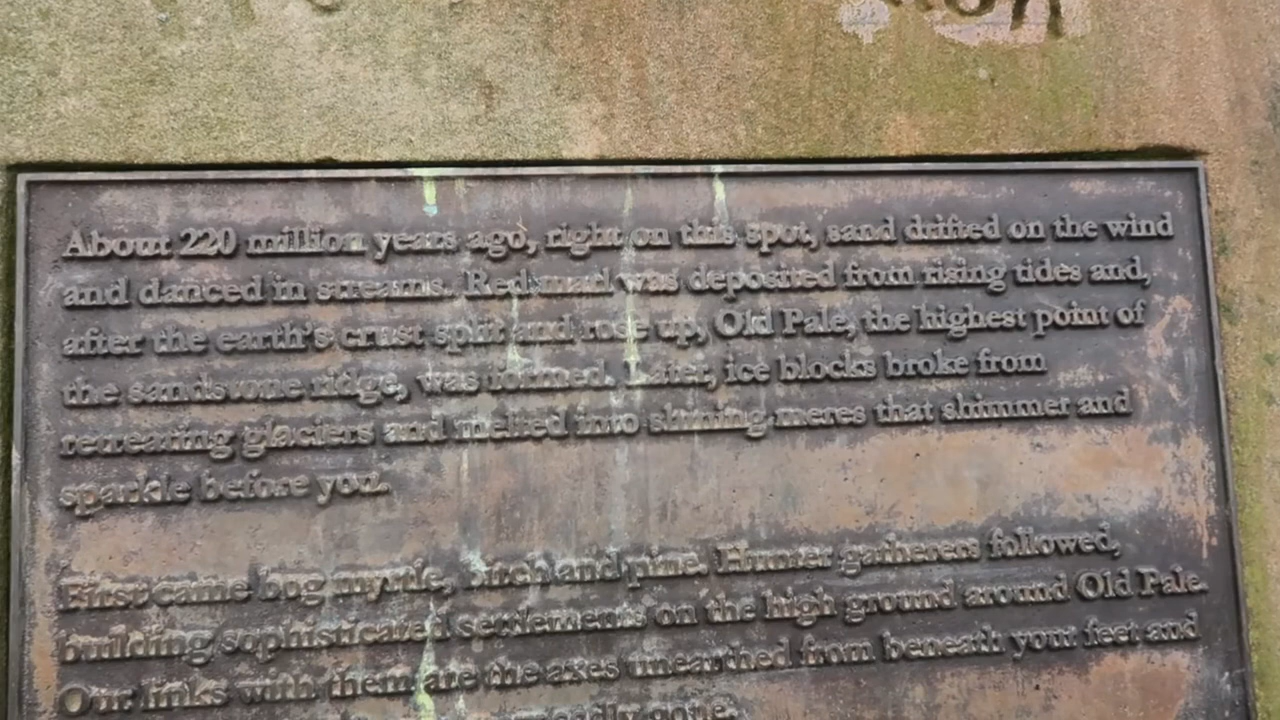 About 220 million years ago, right on this spot, sand drifted on the wind
and danced in streams. Red marl was deposited from rising tides and,
after the earth's crust split and rose up, Old Pale, the highest point of
the sandstone ridge, was formed. Later, ice blocks broke from
retreating glaciers and melted into shining meres that shimmer and
sparkle before you.
First came bog myrtle, birch and pine. Hunter gatherers followed,
building sophisticated settlements on the high ground around Old Pale.
Our links with them are the axes unearthed from beneath your feet and
gone.